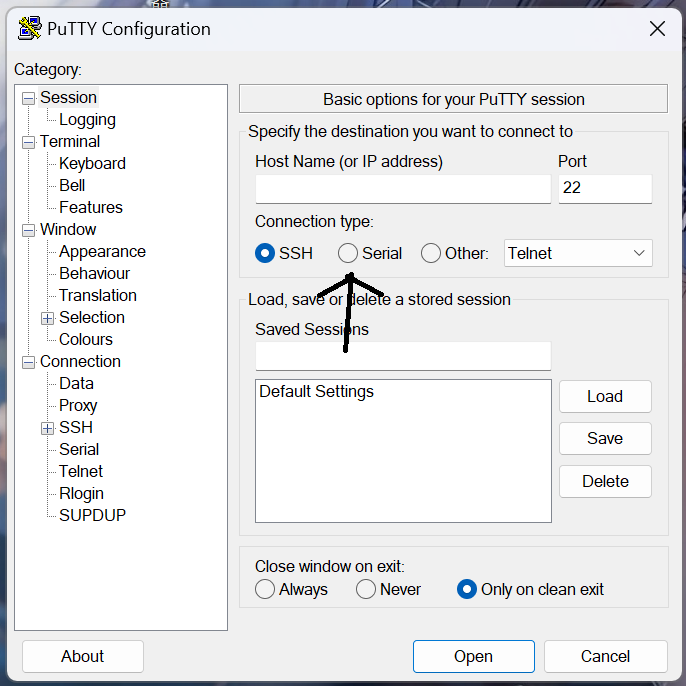 PuTTY Configuration
Category:
Session
Logging
Terminal
Keyboard
Bell
Features
Window
Appearance
Behaviour
Translation
Selection
Colours
Connection
Data
Proxy
SSH
Serial
Telnet
Rlogin
SUPDUP
Basic options for your PuTTY session
Specify the destination you want to connect to
Host Name (or IP address) Port
22
Connection type:
SSH Serial Other: Telnet
Load, save or delete a stored session
Saved Sessions
Default Settings
Load
Save
Delete
Close window on exit:
Always Never Only on clean exit
About Open Cancel